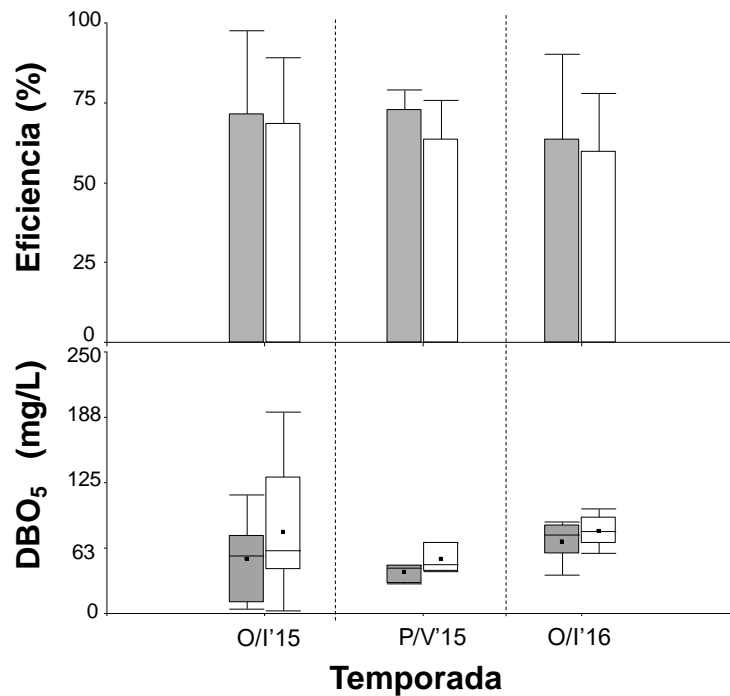 Eficiencia (%)
100
75
50
25
0
DBO₅ (mg/L)
250
188
125
63
0
O/I'15
P/V'15
O/I'16
Temporada